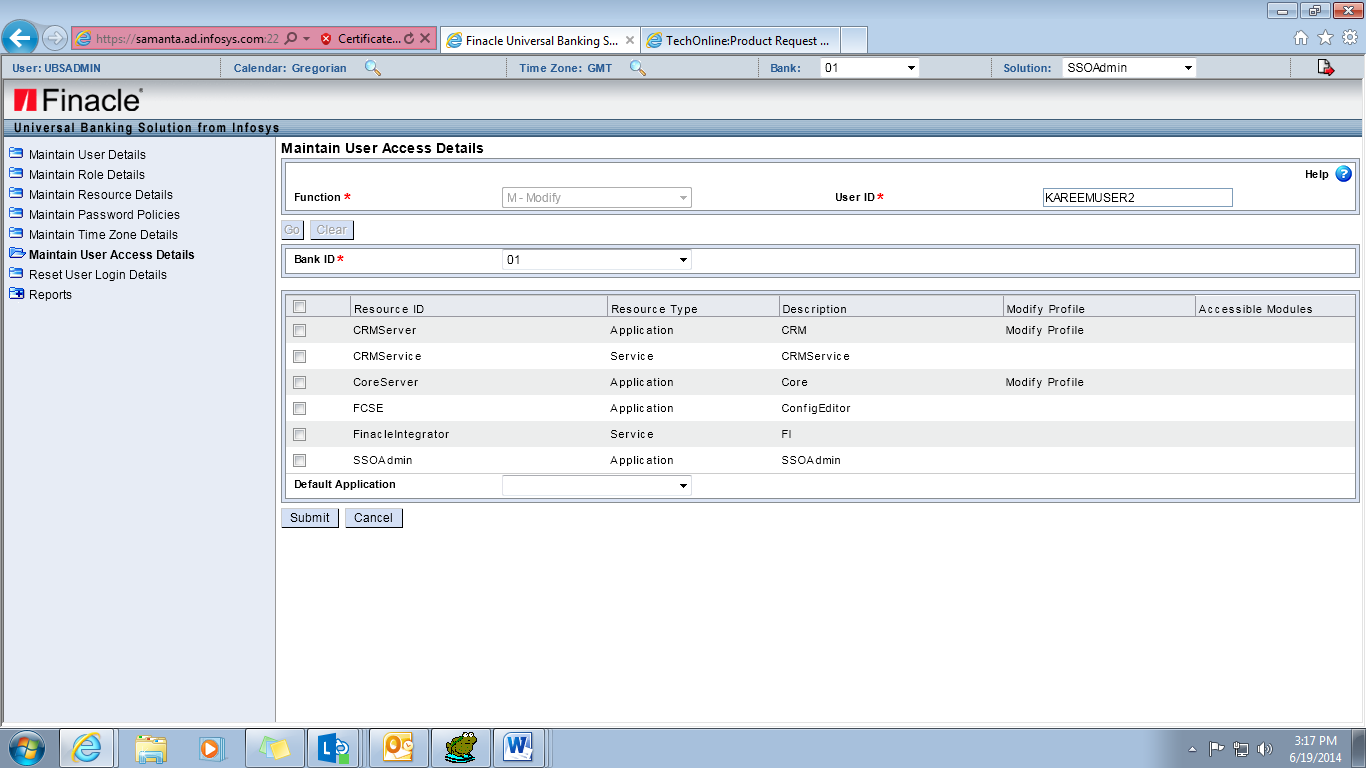 https://samanta.ad.infosys.com:22 Certificate... Finacle Universal Banking S... TechOnline:Product Request ...
User: UBSADMIN Calendar: Gregorian Time Zone: GMT Bank: 01 Solution: SSOAdmin
Finacle
Universal Banking Solution from Infosys
Maintain User Details
Maintain Role Details
Maintain Resource Details
Maintain Password Policies
Maintain Time Zone Details
Maintain User Access Details
Reset User Login Details
Reports
Maintain User Access Details
Help ?
Function * M - Modify User ID * KAREEMUSER2
Go Clear
Bank ID * 01
Resource ID Resource Type Description Modify Profile Accessible Modules
CRMServer Application CRM Modify Profile
CRMService Service CRMService
CoreServer Application Core Modify Profile
FCSE Application ConfigEditor
FinacleIntegrator Service FI
SSOAdmin Application SSOAdmin
Default Application
Submit Cancel
3:17 PM
6/19/2014